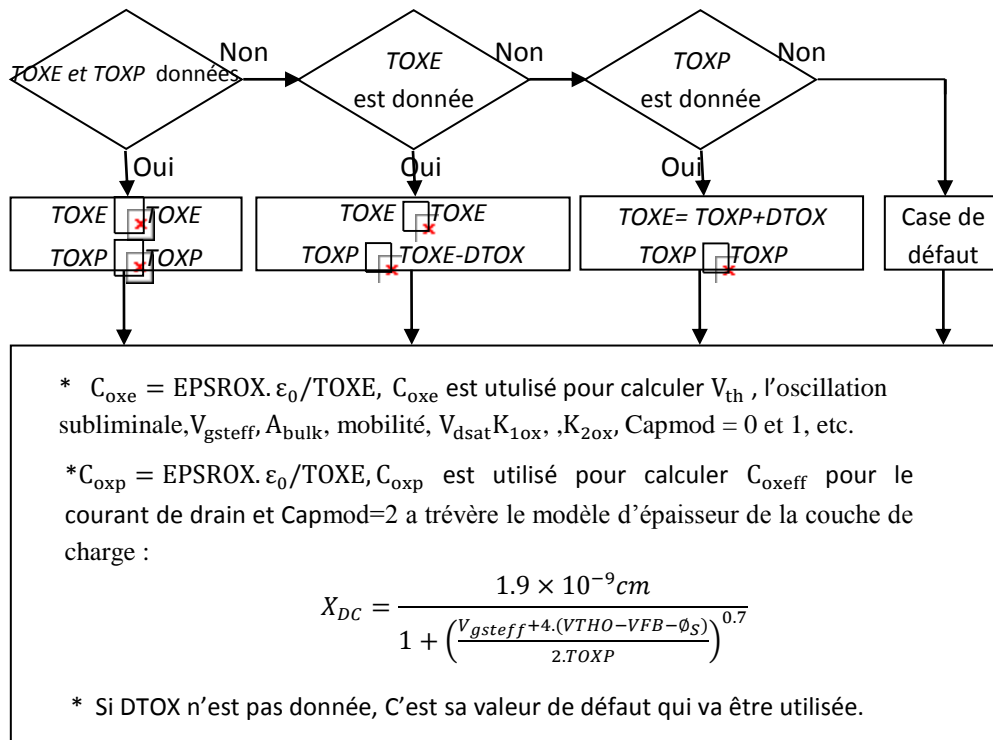 Non
Non
Non
TOXE et TOXP données
TOXE
est donnée
TOXP
est donnée
Oui
Oui
Oui
TOXE TOXE
TOXP TOXP
TOXE TOXE
TOXP TOXE-DTOX
TOXE= TOXP+DTOX
TOXP TOXP
Case de
défaut
* C_oxe = EPSROX. ε_0/TOXE, C_oxe est utulisé pour calculer V_th , l'oscillation
subliminale,V_gsteff, A_bulk, mobilité, V_dsat K_1ox, ,K_2ox, Capmod = 0 et 1, etc.
*C_oxp = EPSROX. ε_0/TOXE, C_oxp est utilisé pour calculer C_oxeff pour le
courant de drain et Capmod=2 a trévère le modèle d'épaisseur de la couche de
charge :
X_DC = 1.9 × 10^−9 cm / (1 + ((V_gsteff+4.(VTHO−VFB−∅_S))/(2.TOXP))^0.7)
* Si DTOX n'est pas donnée, C'est sa valeur de défaut qui va être utilisée.